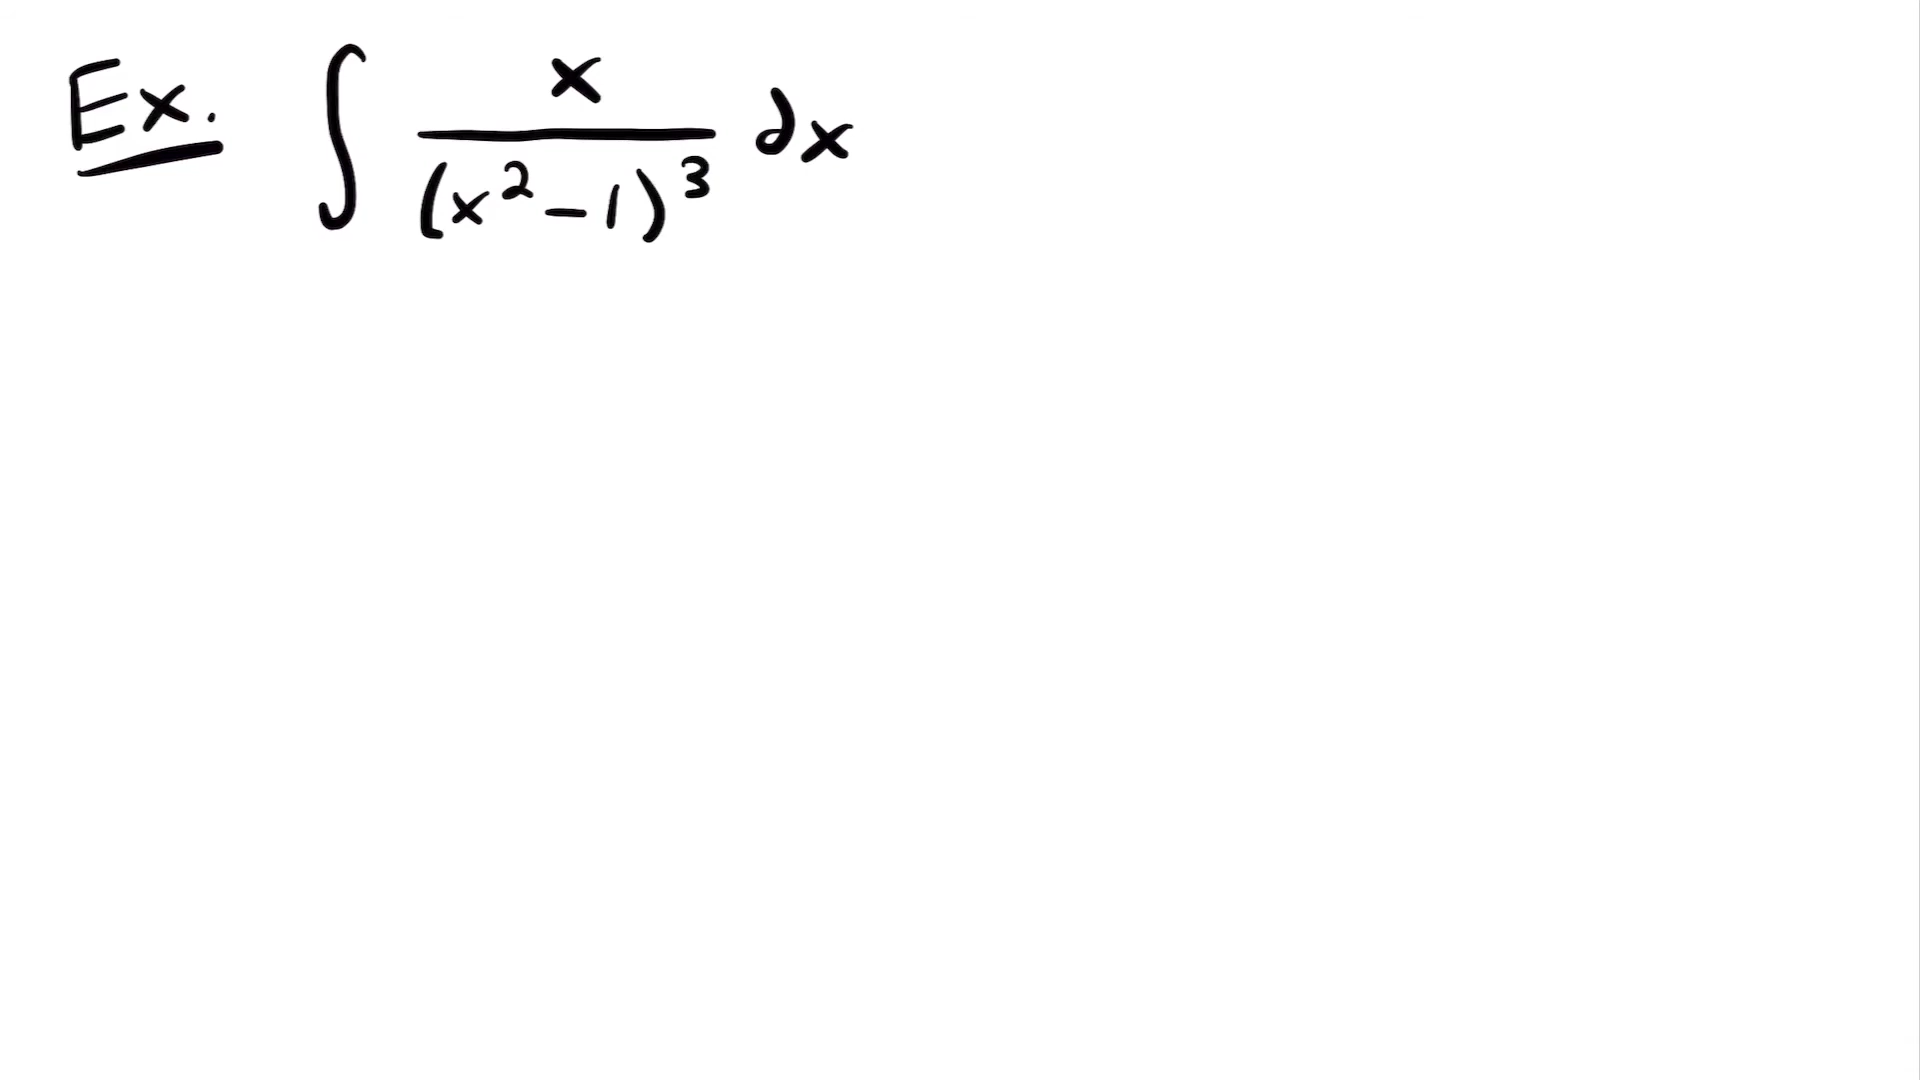 Ex. ∫ x/(x²-1)³ dx